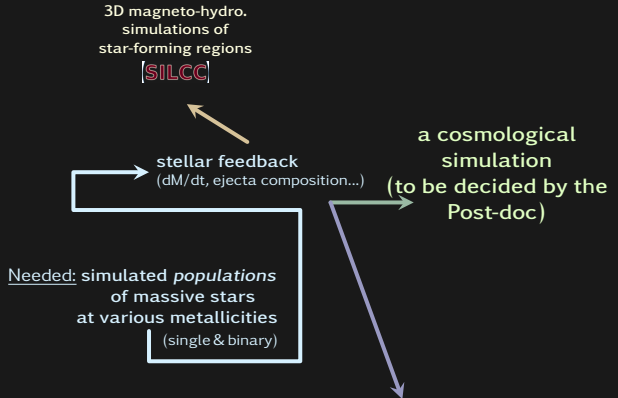 3D magneto-hydro.
simulations of
star-forming regions
[SILCC]
stellar feedback
(dM/dt, ejecta composition...)
a cosmological
simulation
(to be decided by the
Post-doc)
Needed: simulated populations
of massive stars
at various metallicities
(single & binary)